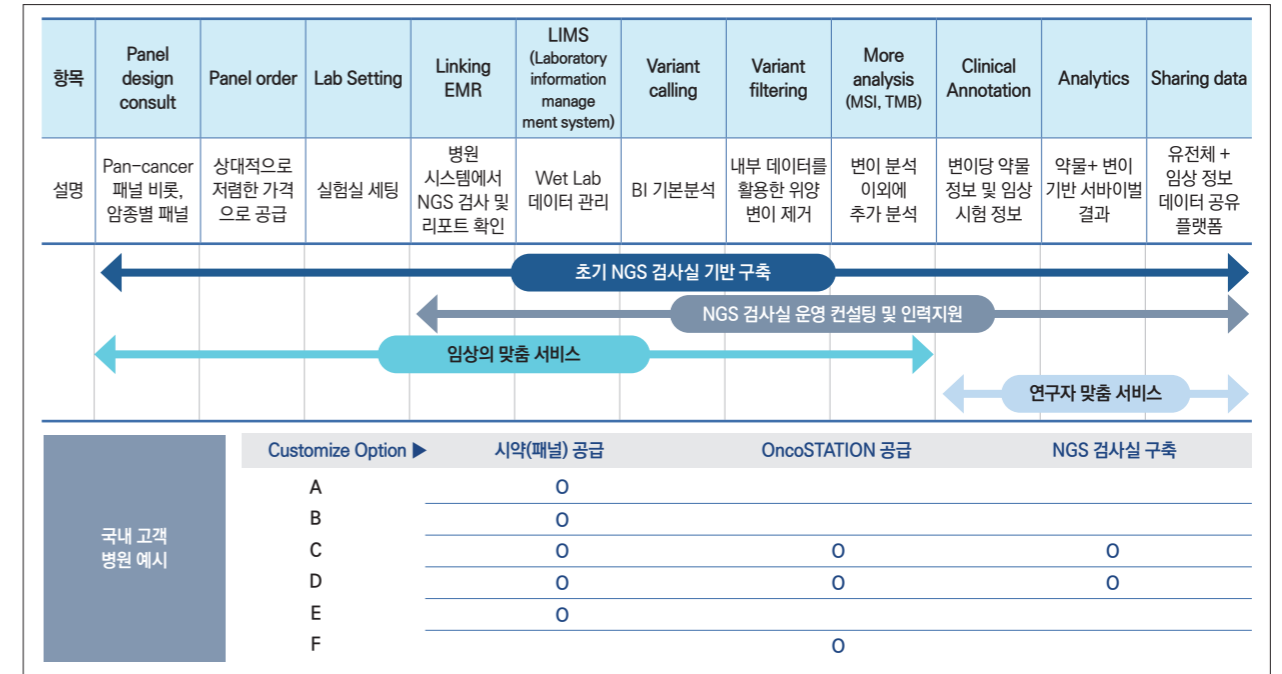 항목
Panel
design
consult
Panel order
Lab Setting
Linking
EMR
LIMS
(Laboratory
information
manage
ment system)
Variant
calling
Variant
filtering
More
analysis
(MSI, TMB)
Clinical
Annotation
Analytics
Sharing data
설명
Pan-cancer
패널 비롯,
암종별 패널
상대적으로
저렴한 가격
으로 공급
실험실 세팅
병원
시스템에서
NGS 검사 및
리포트 확인
Wet Lab
데이터 관리
BI 기본분석
내부 데이터를
활용한 위양
변이 제거
변이 분석
이외에
추가 분석
변이당 약물
정보 및 임상
시험 정보
약물+ 변이
기반 서바이벌
결과
유전체 +
임상 정보
데이터 공유
플랫폼
초기 NGS 검사실 기반 구축
NGS 검사실 운영 컨설팅 및 인력지원
임상의 맞춤 서비스
연구자 맞춤 서비스
국내 고객
병원 예시
Customize Option ▶ 시약(패널) 공급 OncoSTATION 공급 NGS 검사실 구축
A O
B O
C O O O
D O O O
E O
F O